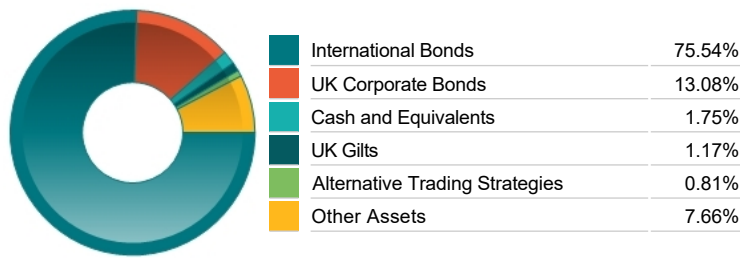 International Bonds 75.54%
UK Corporate Bonds 13.08%
Cash and Equivalents 1.75%
UK Gilts 1.17%
Alternative Trading Strategies 0.81%
Other Assets 7.66%